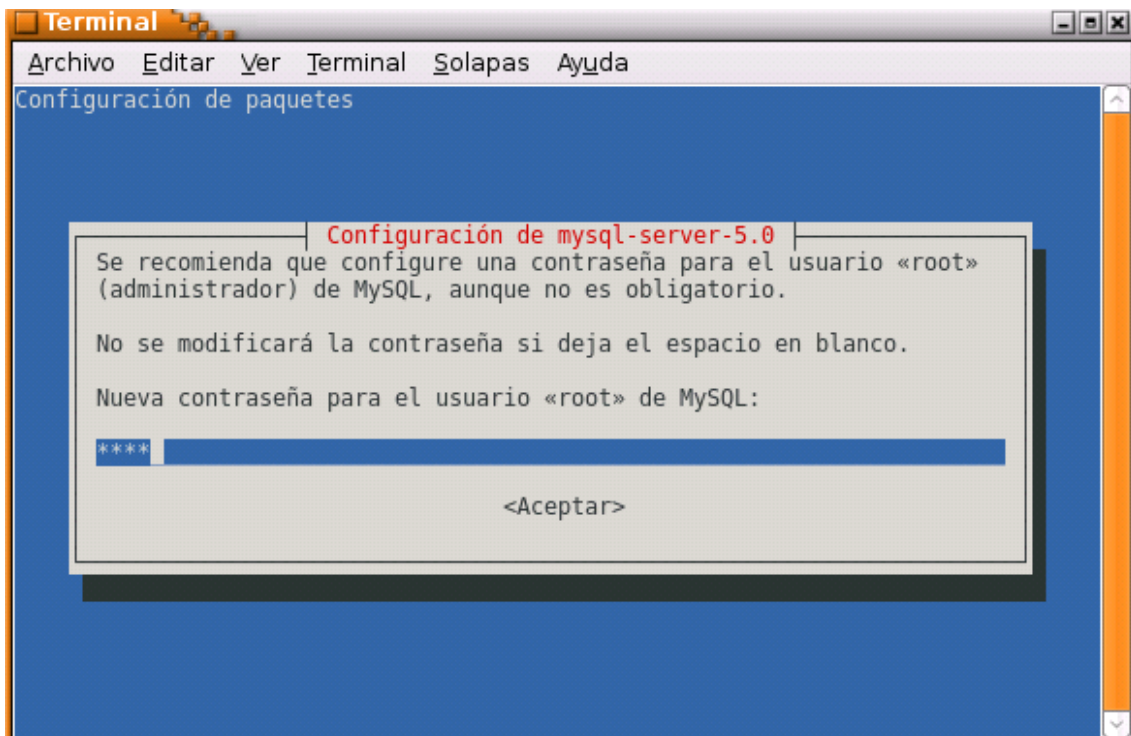 Terminal
Archivo Editar Ver Terminal Solapas Ayuda
Configuración de paquetes
Configuración de mysql-server-5.0
Se recomienda que configure una contraseña para el usuario «root»
(administrador) de MySQL, aunque no es obligatorio.
No se modificará la contraseña si deja el espacio en blanco.
Nueva contraseña para el usuario «root» de MySQL:
****
<Aceptar>